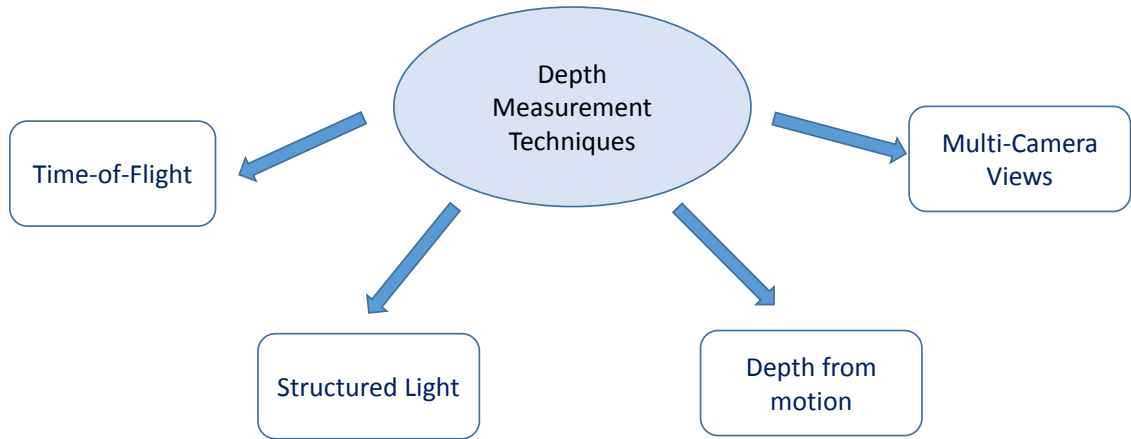 Depth
Measurement
Techniques
Time-of-Flight
Multi-Camera
Views
Structured Light
Depth from
motion